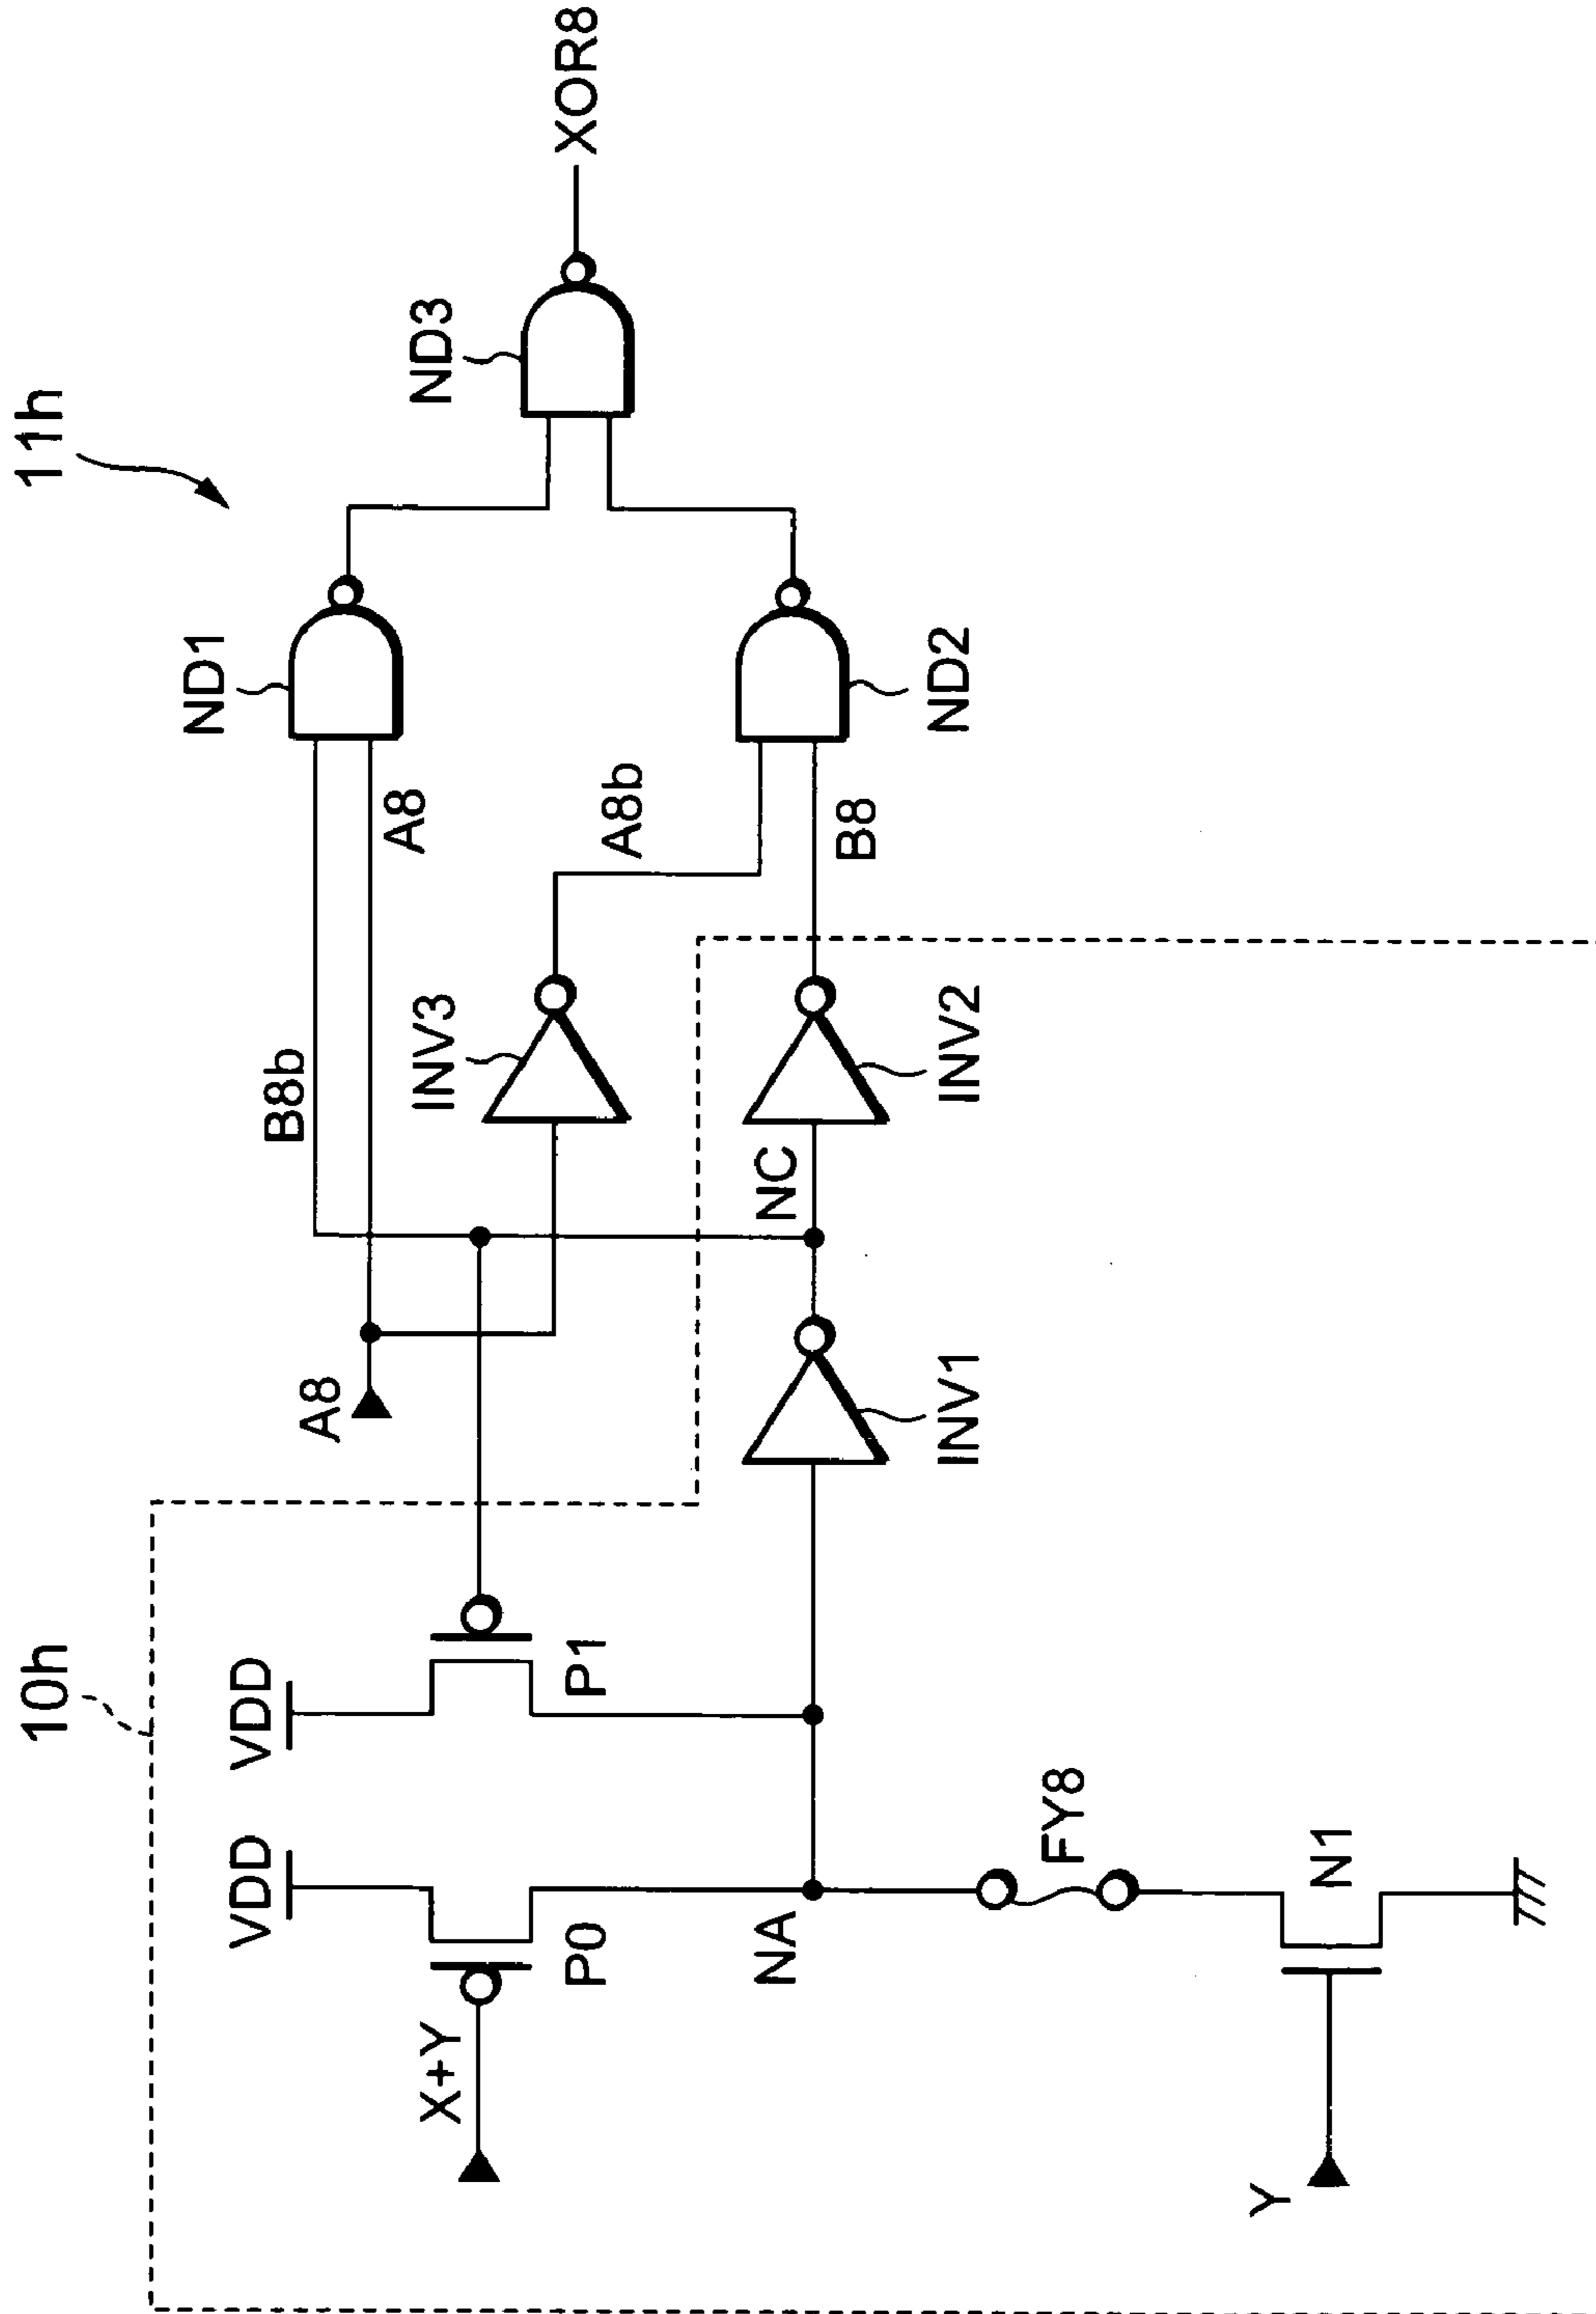 11h
10h
VDD
VDD
X+Y
P0
P1
NA
FY8
Y
N1
A8
B8b
A8
INV3
A8b
INV1
NC
INV2
B8
ND1
ND2
ND3
XOR8